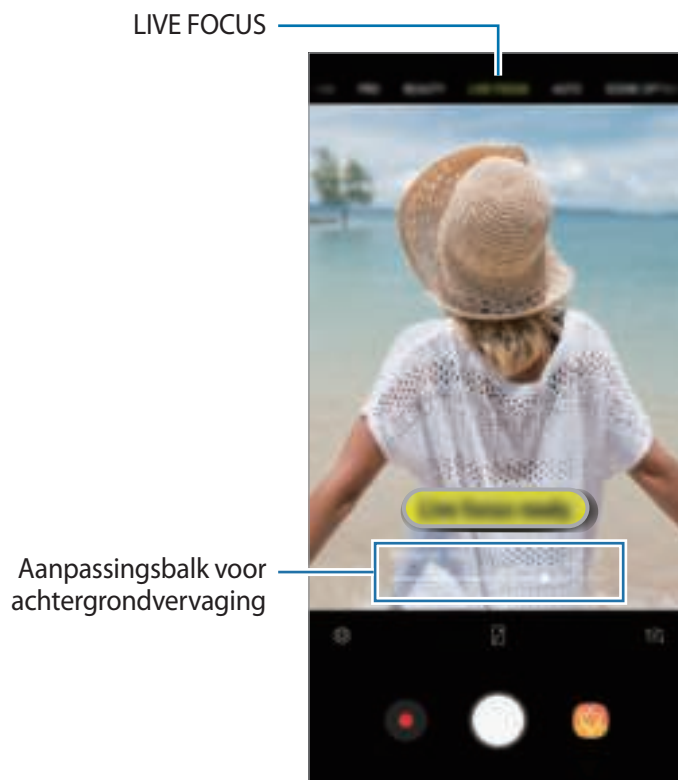 LIVE FOCUS
PRO BEAUTY LIVE FOCUS AUTO
Live focus ready
Aanpassingsbalk voor
achtergrondvervaging